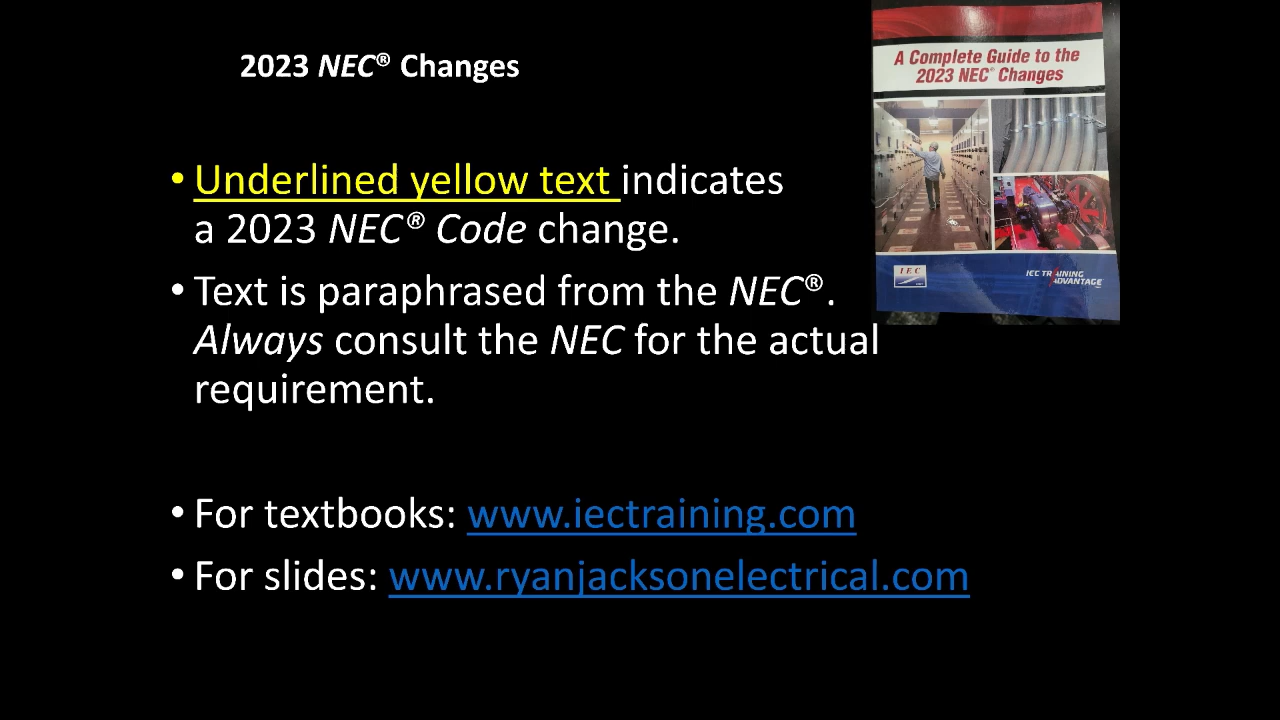 2023 NEC® Changes
A Complete Guide to the
2023 NEC® Changes
• Underlined yellow text indicates
a 2023 NEC® Code change.
• Text is paraphrased from the NEC®.
Always consult the NEC for the actual
requirement.
IEC
IEC TRAINING
ADVANTAGE
• For textbooks: www.iectraining.com
• For slides: www.ryanjacksonelectrical.com